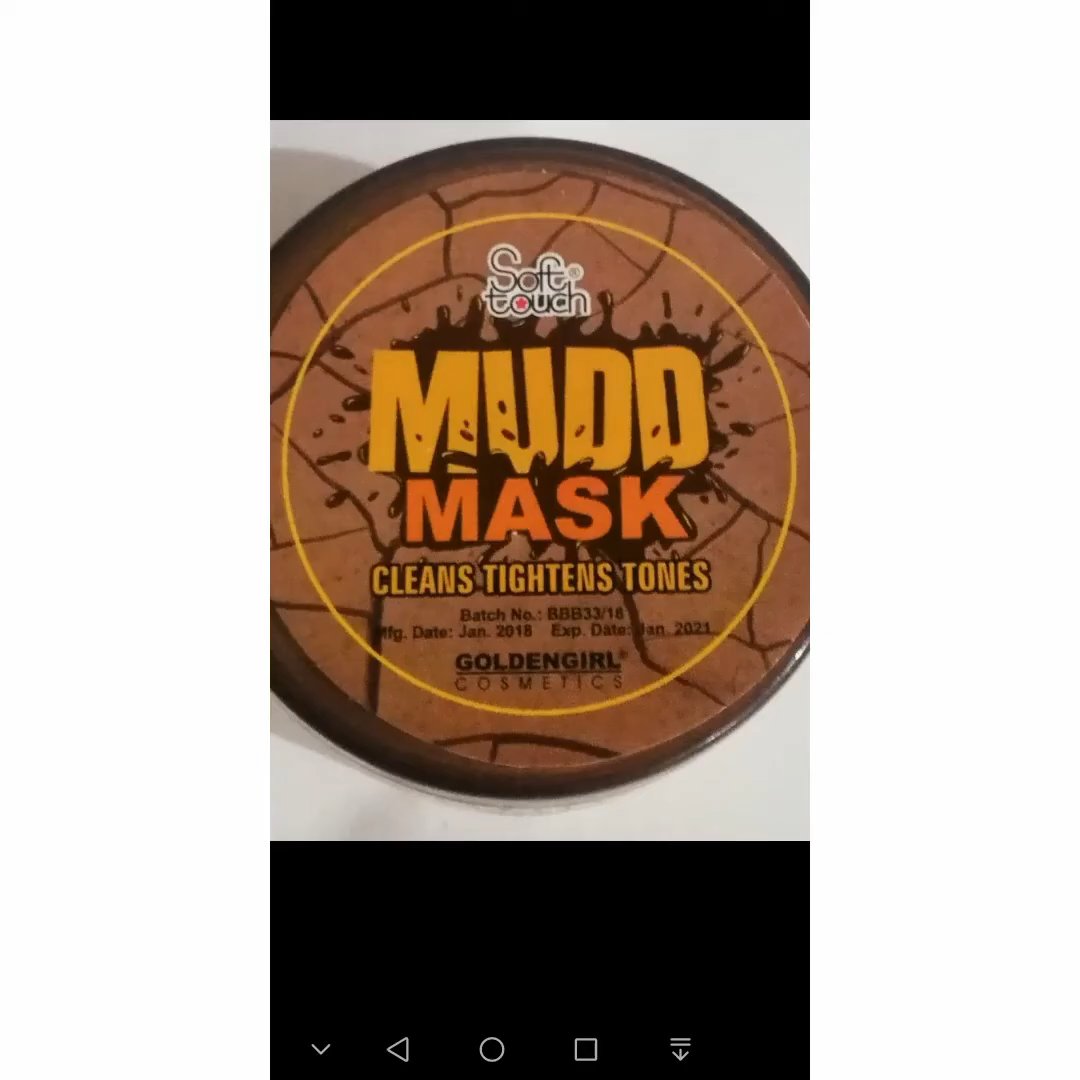 Soft®
touch
MUDD
MASK
CLEANS TIGHTENS TONES
Batch No.: BBB33/18
Mfg. Date: Jan. 2018 Exp. Date: Jan. 2021
GOLDENGIRL®
COSMETICS